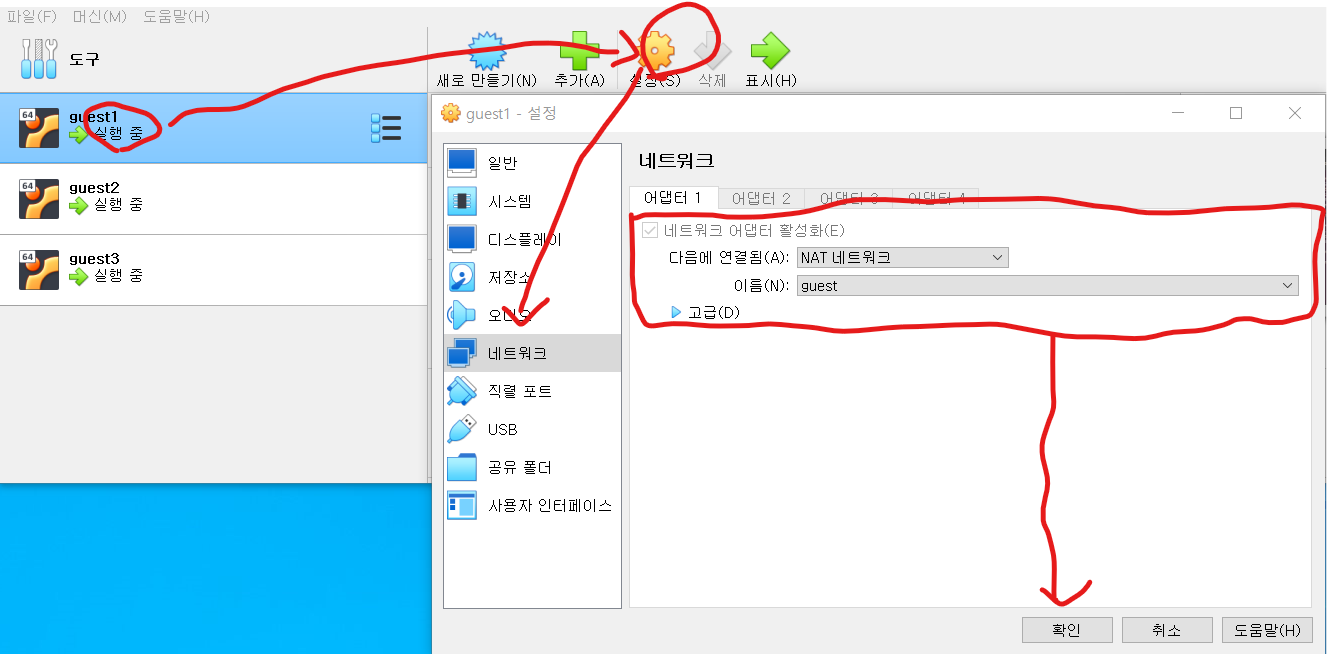 파일(F) 머신(M) 도움말(H)
도구
새로 만들기(N) 추가(A) 설정(S) 삭제 표시(H)
64 guest1
실행 중
64 guest2
실행 중
64 guest3
실행 중
guest1 - 설정
일반
시스템
디스플레이
저장소
오디오
네트워크
직렬 포트
USB
공유 폴더
사용자 인터페이스
네트워크
어댑터 1 어댑터 2 어댑터 3 어댑터 4
네트워크 어댑터 활성화(E)
다음에 연결됨(A): NAT 네트워크
이름(N): guest
고급(D)
확인 취소 도움말(H)